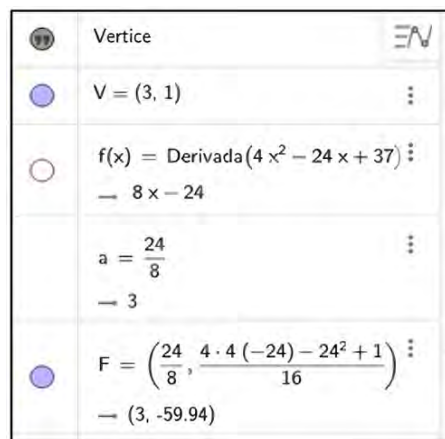 Vertice
V = (3, 1)
f(x) = Derivada(4 x² − 24 x + 37)
→ 8 x − 24
a = 24/8
→ 3
F = (24/8, (4 · 4 (−24) − 24² + 1)/16)
→ (3, -59.94)